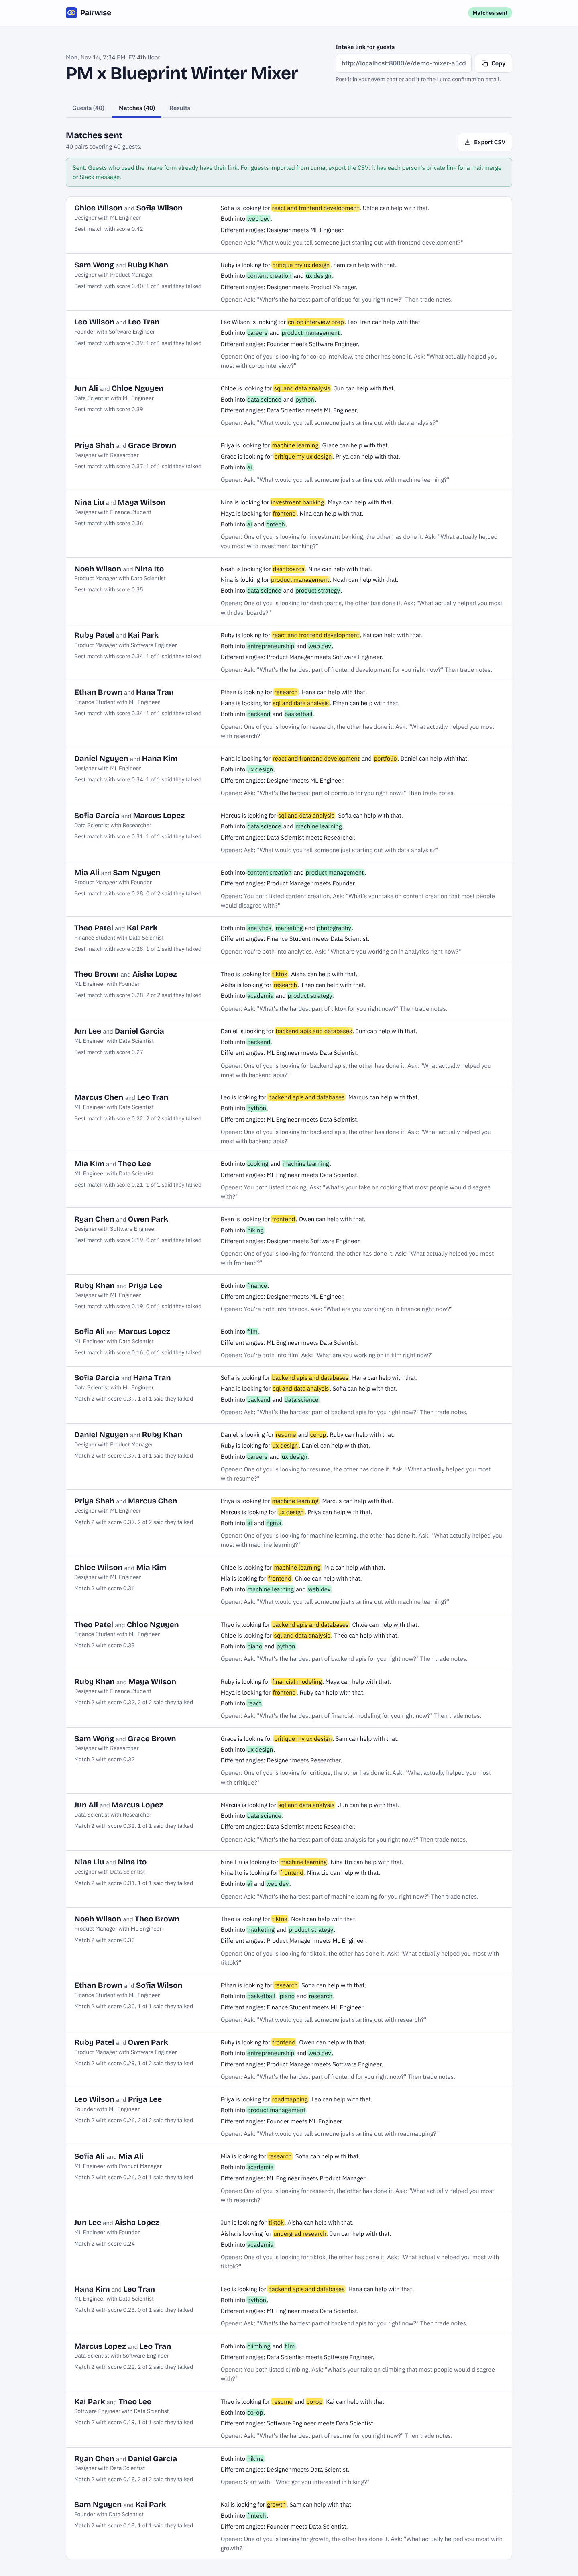 Pairwise
Matches sent
Mon, Nov 16, 7:34 PM, E7 4th floor
PM x Blueprint Winter Mixer
Intake link for guests
http://localhost:8000/e/demo-mixer-a5cd
Copy
Post it in your event chat or add it to the Luma confirmation email.
Guests (40)
Matches (40)
Results
Matches sent
40 pairs covering 40 guests.
Export CSV
Sent. Guests who used the intake form already have their link. For guests imported from Luma, export the CSV: it has each person's private link for a mail merge
or Slack message.
Chloe Wilson and Sofia Wilson
Designer with ML Engineer
Best match with score 0.42
Sofia is looking for react and frontend development. Chloe can help with that.
Both into web dev.
Different angles: Designer meets ML Engineer.
Opener: Ask: "What would you tell someone just starting out with frontend development?"
Sam Wong and Ruby Khan
Designer with Product Manager
Best match with score 0.40. 1 of 1 said they talked
Ruby is looking for critique my ux design. Sam can help with that.
Both into content creation and ux design.
Different angles: Designer meets Product Manager.
Opener: Ask: "What's the hardest part of critique for you right now?" Then trade notes.
Leo Wilson and Leo Tran
Founder with Software Engineer
Best match with score 0.39. 1 of 1 said they talked
Leo Wilson is looking for co-op interview prep. Leo Tran can help with that.
Both into careers and product management.
Different angles: Founder meets Software Engineer.
Opener: One of you is looking for co-op interview, the other has done it. Ask: "What actually helped you
most with co-op interview?"
Jun Ali and Chloe Nguyen
Data Scientist with ML Engineer
Best match with score 0.39
Chloe is looking for sql and data analysis. Jun can help with that.
Both into data science and python.
Different angles: Data Scientist meets ML Engineer.
Opener: Ask: "What would you tell someone just starting out with data analysis?"
Priya Shah and Grace Brown
Designer with Researcher
Best match with score 0.37. 1 of 1 said they talked
Priya is looking for machine learning. Grace can help with that.
Grace is looking for critique my ux design. Priya can help with that.
Both into ai.
Opener: Ask: "What would you tell someone just starting out with machine learning?"
Nina Liu and Maya Wilson
Designer with Finance Student
Best match with score 0.36
Nina is looking for investment banking. Maya can help with that.
Maya is looking for frontend. Nina can help with that.
Both into ai and fintech.
Opener: One of you is looking for investment banking, the other has done it. Ask: "What actually helped
you most with investment banking?"
Noah Wilson and Nina Ito
Product Manager with Data Scientist
Best match with score 0.35
Noah is looking for dashboards. Nina can help with that.
Nina is looking for product management. Noah can help with that.
Both into data science and product strategy.
Opener: One of you is looking for dashboards, the other has done it. Ask: "What actually helped you most
with dashboards?"
Ruby Patel and Kai Park
Product Manager with Software Engineer
Best match with score 0.34. 1 of 1 said they talked
Ruby is looking for react and frontend development. Kai can help with that.
Both into entrepreneurship and web dev.
Different angles: Product Manager meets Software Engineer.
Opener: Ask: "What's the hardest part of frontend development for you right now?" Then trade notes.
Ethan Brown and Hana Tran
Finance Student with ML Engineer
Best match with score 0.34. 1 of 1 said they talked
Ethan is looking for research. Hana can help with that.
Hana is looking for sql and data analysis. Ethan can help with that.
Both into backend and basketball.
Opener: One of you is looking for research, the other has done it. Ask: "What actually helped you most
with research?"
Daniel Nguyen and Hana Kim
Designer with ML Engineer
Best match with score 0.34. 1 of 1 said they talked
Hana is looking for react and frontend development and portfolio. Daniel can help with that.
Both into ux design.
Different angles: Designer meets ML Engineer.
Opener: Ask: "What's the hardest part of portfolio for you right now?" Then trade notes.
Sofia Garcia and Marcus Lopez
Data Scientist with Researcher
Best match with score 0.31. 1 of 1 said they talked
Marcus is looking for sql and data analysis. Sofia can help with that.
Both into data science and machine learning.
Different angles: Data Scientist meets Researcher.
Opener: Ask: "What would you tell someone just starting out with data analysis?"
Mia Ali and Sam Nguyen
Product Manager with Founder
Best match with score 0.28. 0 of 2 said they talked
Both into content creation and product management.
Different angles: Product Manager meets Founder.
Opener: You both listed content creation. Ask: "What's your take on content creation that most people
would disagree with?"
Theo Patel and Kai Park
Finance Student with Data Scientist
Best match with score 0.28. 1 of 1 said they talked
Both into analytics, marketing and photography.
Different angles: Finance Student meets Data Scientist.
Opener: You're both into analytics. Ask: "What are you working on in analytics right now?"
Theo Brown and Aisha Lopez
ML Engineer with Founder
Best match with score 0.28. 2 of 2 said they talked
Theo is looking for tiktok. Aisha can help with that.
Aisha is looking for research. Theo can help with that.
Both into academia and product strategy.
Opener: Ask: "What's the hardest part of tiktok for you right now?" Then trade notes.
Jun Lee and Daniel Garcia
ML Engineer with Data Scientist
Best match with score 0.27
Daniel is looking for backend apis and databases. Jun can help with that.
Both into backend.
Different angles: ML Engineer meets Data Scientist.
Opener: One of you is looking for backend apis, the other has done it. Ask: "What actually helped you
most with backend apis?"
Marcus Chen and Leo Tran
ML Engineer with Data Scientist
Best match with score 0.22. 2 of 2 said they talked
Leo is looking for backend apis and databases. Marcus can help with that.
Both into python.
Different angles: ML Engineer meets Data Scientist.
Opener: One of you is looking for backend apis, the other has done it. Ask: "What actually helped you
most with backend apis?"
Mia Kim and Theo Lee
ML Engineer with Data Scientist
Best match with score 0.21. 1 of 1 said they talked
Both into cooking and machine learning.
Different angles: ML Engineer meets Data Scientist.
Opener: You both listed cooking. Ask: "What's your take on cooking that most people would disagree
with?"
Ryan Chen and Owen Park
Designer with Software Engineer
Best match with score 0.19. 0 of 1 said they talked
Ryan is looking for frontend. Owen can help with that.
Both into hiking.
Different angles: Designer meets Software Engineer.
Opener: One of you is looking for frontend, the other has done it. Ask: "What actually helped you most
with frontend?"
Ruby Khan and Priya Lee
Designer with ML Engineer
Best match with score 0.19. 0 of 1 said they talked
Both into finance.
Different angles: Designer meets ML Engineer.
Opener: You're both into finance. Ask: "What are you working on in finance right now?"
Sofia Ali and Marcus Lopez
ML Engineer with Data Scientist
Best match with score 0.16. 0 of 1 said they talked
Both into film.
Different angles: ML Engineer meets Data Scientist.
Opener: You're both into film. Ask: "What are you working on in film right now?"
Sofia Garcia and Hana Tran
Data Scientist with ML Engineer
Match 2 with score 0.39. 1 of 1 said they talked
Sofia is looking for backend apis and databases. Hana can help with that.
Hana is looking for sql and data analysis. Sofia can help with that.
Both into backend and data science.
Opener: Ask: "What's the hardest part of backend apis for you right now?" Then trade notes.
Daniel Nguyen and Ruby Khan
Designer with Product Manager
Match 2 with score 0.37. 1 of 1 said they talked
Daniel is looking for resume and co-op. Ruby can help with that.
Ruby is looking for ux design. Daniel can help with that.
Both into careers and ux design.
Opener: One of you is looking for resume, the other has done it. Ask: "What actually helped you most
with resume?"
Priya Shah and Marcus Chen
Designer with ML Engineer
Match 2 with score 0.37. 2 of 2 said they talked
Priya is looking for machine learning. Marcus can help with that.
Marcus is looking for ux design. Priya can help with that.
Both into ai and figma.
Opener: One of you is looking for machine learning, the other has done it. Ask: "What actually helped you
most with machine learning?"
Chloe Wilson and Mia Kim
Designer with ML Engineer
Match 2 with score 0.36
Chloe is looking for machine learning. Mia can help with that.
Mia is looking for frontend. Chloe can help with that.
Both into machine learning and web dev.
Opener: Ask: "What would you tell someone just starting out with machine learning?"
Theo Patel and Chloe Nguyen
Finance Student with ML Engineer
Match 2 with score 0.33
Theo is looking for backend apis and databases. Chloe can help with that.
Chloe is looking for sql and data analysis. Theo can help with that.
Both into piano and python.
Opener: Ask: "What's the hardest part of backend apis for you right now?" Then trade notes.
Ruby Khan and Maya Wilson
Designer with Finance Student
Match 2 with score 0.32. 2 of 2 said they talked
Ruby is looking for financial modeling. Maya can help with that.
Maya is looking for frontend. Ruby can help with that.
Both into react.
Opener: Ask: "What's the hardest part of financial modeling for you right now?" Then trade notes.
Sam Wong and Grace Brown
Designer with Researcher
Match 2 with score 0.32
Grace is looking for critique my ux design. Sam can help with that.
Both into ux design.
Different angles: Designer meets Researcher.
Opener: One of you is looking for critique, the other has done it. Ask: "What actually helped you most
with critique?"
Jun Ali and Marcus Lopez
Data Scientist with Researcher
Match 2 with score 0.32. 1 of 1 said they talked
Marcus is looking for sql and data analysis. Jun can help with that.
Both into data science.
Different angles: Data Scientist meets Researcher.
Opener: Ask: "What's the hardest part of data analysis for you right now?" Then trade notes.
Nina Liu and Nina Ito
Designer with Data Scientist
Match 2 with score 0.31. 1 of 1 said they talked
Nina Liu is looking for machine learning. Nina Ito can help with that.
Nina Ito is looking for frontend. Nina Liu can help with that.
Both into ai and web dev.
Opener: Ask: "What's the hardest part of machine learning for you right now?" Then trade notes.
Noah Wilson and Theo Brown
Product Manager with ML Engineer
Match 2 with score 0.30
Theo is looking for tiktok. Noah can help with that.
Both into marketing and product strategy.
Different angles: Product Manager meets ML Engineer.
Opener: One of you is looking for tiktok, the other has done it. Ask: "What actually helped you most with
tiktok?"
Ethan Brown and Sofia Wilson
Finance Student with ML Engineer
Match 2 with score 0.30. 1 of 1 said they talked
Ethan is looking for research. Sofia can help with that.
Both into basketball, piano and research.
Different angles: Finance Student meets ML Engineer.
Opener: Ask: "What would you tell someone just starting out with research?"
Ruby Patel and Owen Park
Product Manager with Software Engineer
Match 2 with score 0.29. 1 of 2 said they talked
Ruby is looking for frontend. Owen can help with that.
Both into entrepreneurship and web dev.
Different angles: Product Manager meets Software Engineer.
Opener: Ask: "What's the hardest part of frontend for you right now?" Then trade notes.
Leo Wilson and Priya Lee
Founder with ML Engineer
Match 2 with score 0.26. 2 of 2 said they talked
Priya is looking for roadmapping. Leo can help with that.
Both into product management.
Different angles: Founder meets ML Engineer.
Opener: Ask: "What would you tell someone just starting out with roadmapping?"
Sofia Ali and Mia Ali
ML Engineer with Product Manager
Match 2 with score 0.26. 0 of 1 said they talked
Mia is looking for research. Sofia can help with that.
Both into academia.
Different angles: ML Engineer meets Product Manager.
Opener: One of you is looking for research, the other has done it. Ask: "What actually helped you most
with research?"
Jun Lee and Aisha Lopez
ML Engineer with Founder
Match 2 with score 0.24
Jun is looking for tiktok. Aisha can help with that.
Aisha is looking for undergrad research. Jun can help with that.
Both into academia.
Opener: One of you is looking for tiktok, the other has done it. Ask: "What actually helped you most with
tiktok?"
Hana Kim and Leo Tran
ML Engineer with Data Scientist
Match 2 with score 0.23. 0 of 1 said they talked
Leo is looking for backend apis and databases. Hana can help with that.
Both into python.
Different angles: ML Engineer meets Data Scientist.
Opener: Ask: "What's the hardest part of backend apis for you right now?" Then trade notes.
Marcus Lopez and Leo Tran
Data Scientist with Software Engineer
Match 2 with score 0.22. 2 of 2 said they talked
Both into climbing and film.
Different angles: Data Scientist meets Software Engineer.
Opener: You both listed climbing. Ask: "What's your take on climbing that most people would disagree
with?"
Kai Park and Theo Lee
Software Engineer with Data Scientist
Match 2 with score 0.19. 1 of 1 said they talked
Theo is looking for resume and co-op. Kai can help with that.
Both into co-op.
Different angles: Software Engineer meets Data Scientist.
Opener: Ask: "What's the hardest part of resume for you right now?" Then trade notes.
Ryan Chen and Daniel Garcia
Designer with Data Scientist
Match 2 with score 0.18. 2 of 2 said they talked
Both into hiking.
Different angles: Designer meets Data Scientist.
Opener: Start with: "What got you interested in hiking?"
Sam Nguyen and Kai Park
Founder with Data Scientist
Match 2 with score 0.18. 1 of 1 said they talked
Kai is looking for growth. Sam can help with that.
Both into fintech.
Different angles: Founder meets Data Scientist.
Opener: One of you is looking for growth, the other has done it. Ask: "What actually helped you most with
growth?"